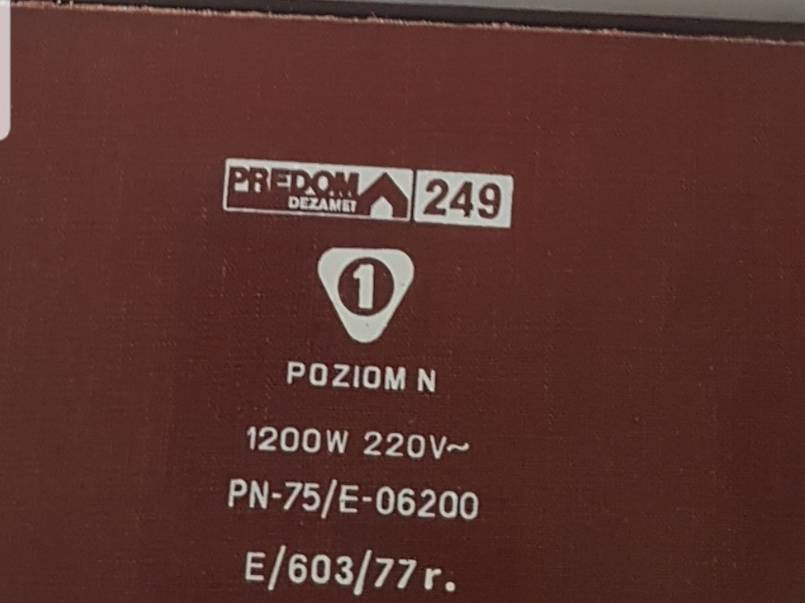 PREDOM 249
DEZAMET
1
POZIOM N
1200W 220V~
PN-75/E-06200
E/603/77r.